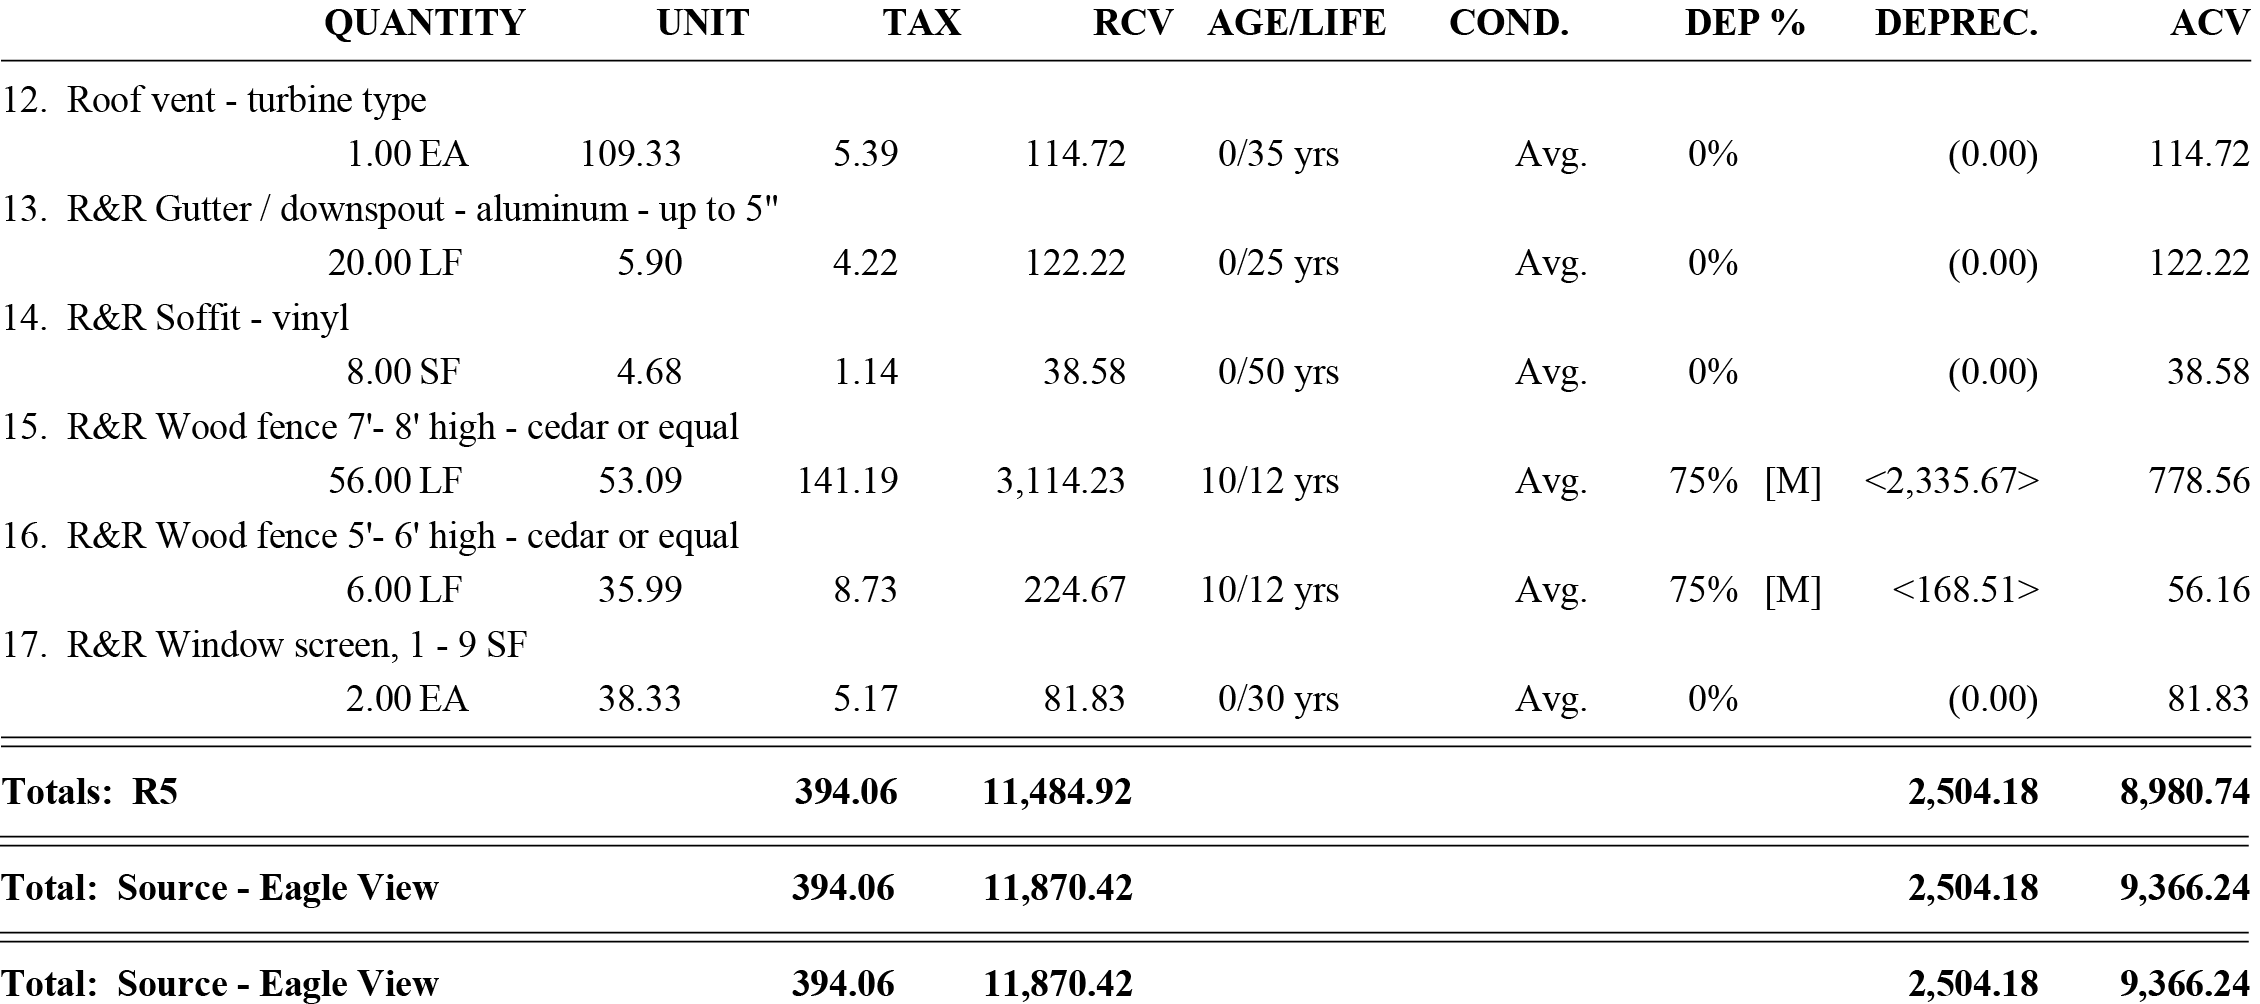 QUANTITY UNIT TAX RCV AGE/LIFE COND. DEP % DEPREC. ACV
12. Roof vent - turbine type
1.00 EA 109.33 5.39 114.72 0/35 yrs Avg. 0% (0.00) 114.72
13. R&R Gutter / downspout - aluminum - up to 5"
20.00 LF 5.90 4.22 122.22 0/25 yrs Avg. 0% (0.00) 122.22
14. R&R Soffit - vinyl
8.00 SF 4.68 1.14 38.58 0/50 yrs Avg. 0% (0.00) 38.58
15. R&R Wood fence 7'- 8' high - cedar or equal
56.00 LF 53.09 141.19 3,114.23 10/12 yrs Avg. 75% [M] <2,335.67> 778.56
16. R&R Wood fence 5'- 6' high - cedar or equal
6.00 LF 35.99 8.73 224.67 10/12 yrs Avg. 75% [M] <168.51> 56.16
17. R&R Window screen, 1 - 9 SF
2.00 EA 38.33 5.17 81.83 0/30 yrs Avg. 0% (0.00) 81.83
Totals: R5 394.06 11,484.92 2,504.18 8,980.74
Total: Source - Eagle View 394.06 11,870.42 2,504.18 9,366.24
Total: Source - Eagle View 394.06 11,870.42 2,504.18 9,366.24